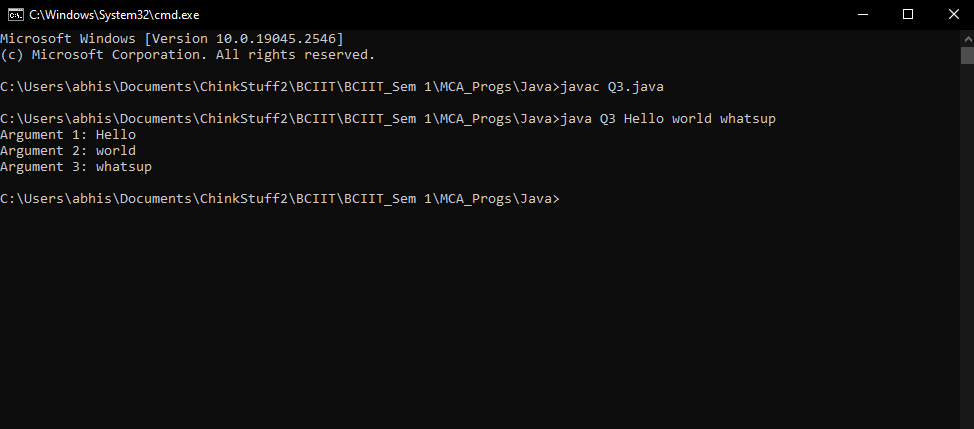 C:\Windows\System32\cmd.exe
Microsoft Windows [Version 10.0.19045.2546]
(c) Microsoft Corporation. All rights reserved.
C:\Users\abhis\Documents\ChinkStuff2\BCIIT\BCIIT_Sem 1\MCA_Progs\Java>javac Q3.java
C:\Users\abhis\Documents\ChinkStuff2\BCIIT\BCIIT_Sem 1\MCA_Progs\Java>java Q3 Hello world whatsup
Argument 1: Hello
Argument 2: world
Argument 3: whatsup
C:\Users\abhis\Documents\ChinkStuff2\BCIIT\BCIIT_Sem 1\MCA_Progs\Java>